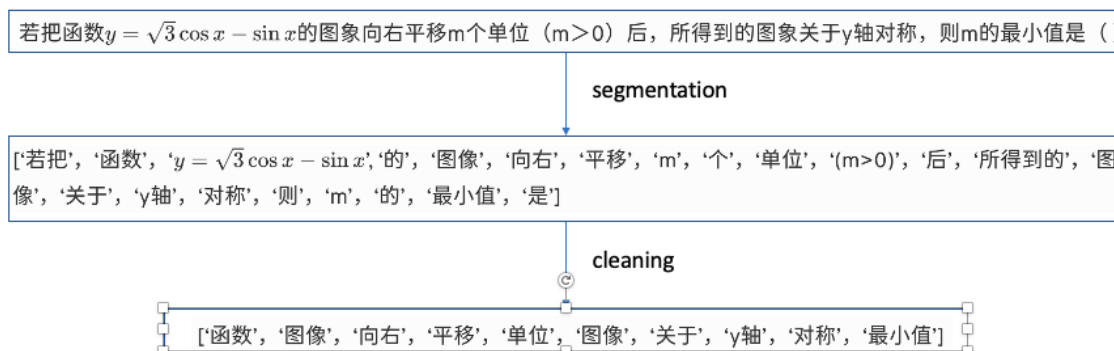 若把函数y = √3 cos x − sin x的图象向右平移m个单位（m＞0）后，所得到的图象关于y轴对称，则m的最小值是（
segmentation
[‘若把’, ‘函数’, ‘y = √3 cos x − sin x’, ‘的’, ‘图像’, ‘向右’, ‘平移’, ‘m’, ‘个’, ‘单位’, ‘(m>0)’, ‘后’, ‘所得到的’, ‘图
像’, ‘关于’, ‘y轴’, ‘对称’, ‘则’, ‘m’, ‘的’, ‘最小值’, ‘是’]
cleaning
[‘函数’, ‘图像’, ‘向右’, ‘平移’, ‘单位’, ‘图像’, ‘关于’, ‘y轴’, ‘对称’, ‘最小值’]